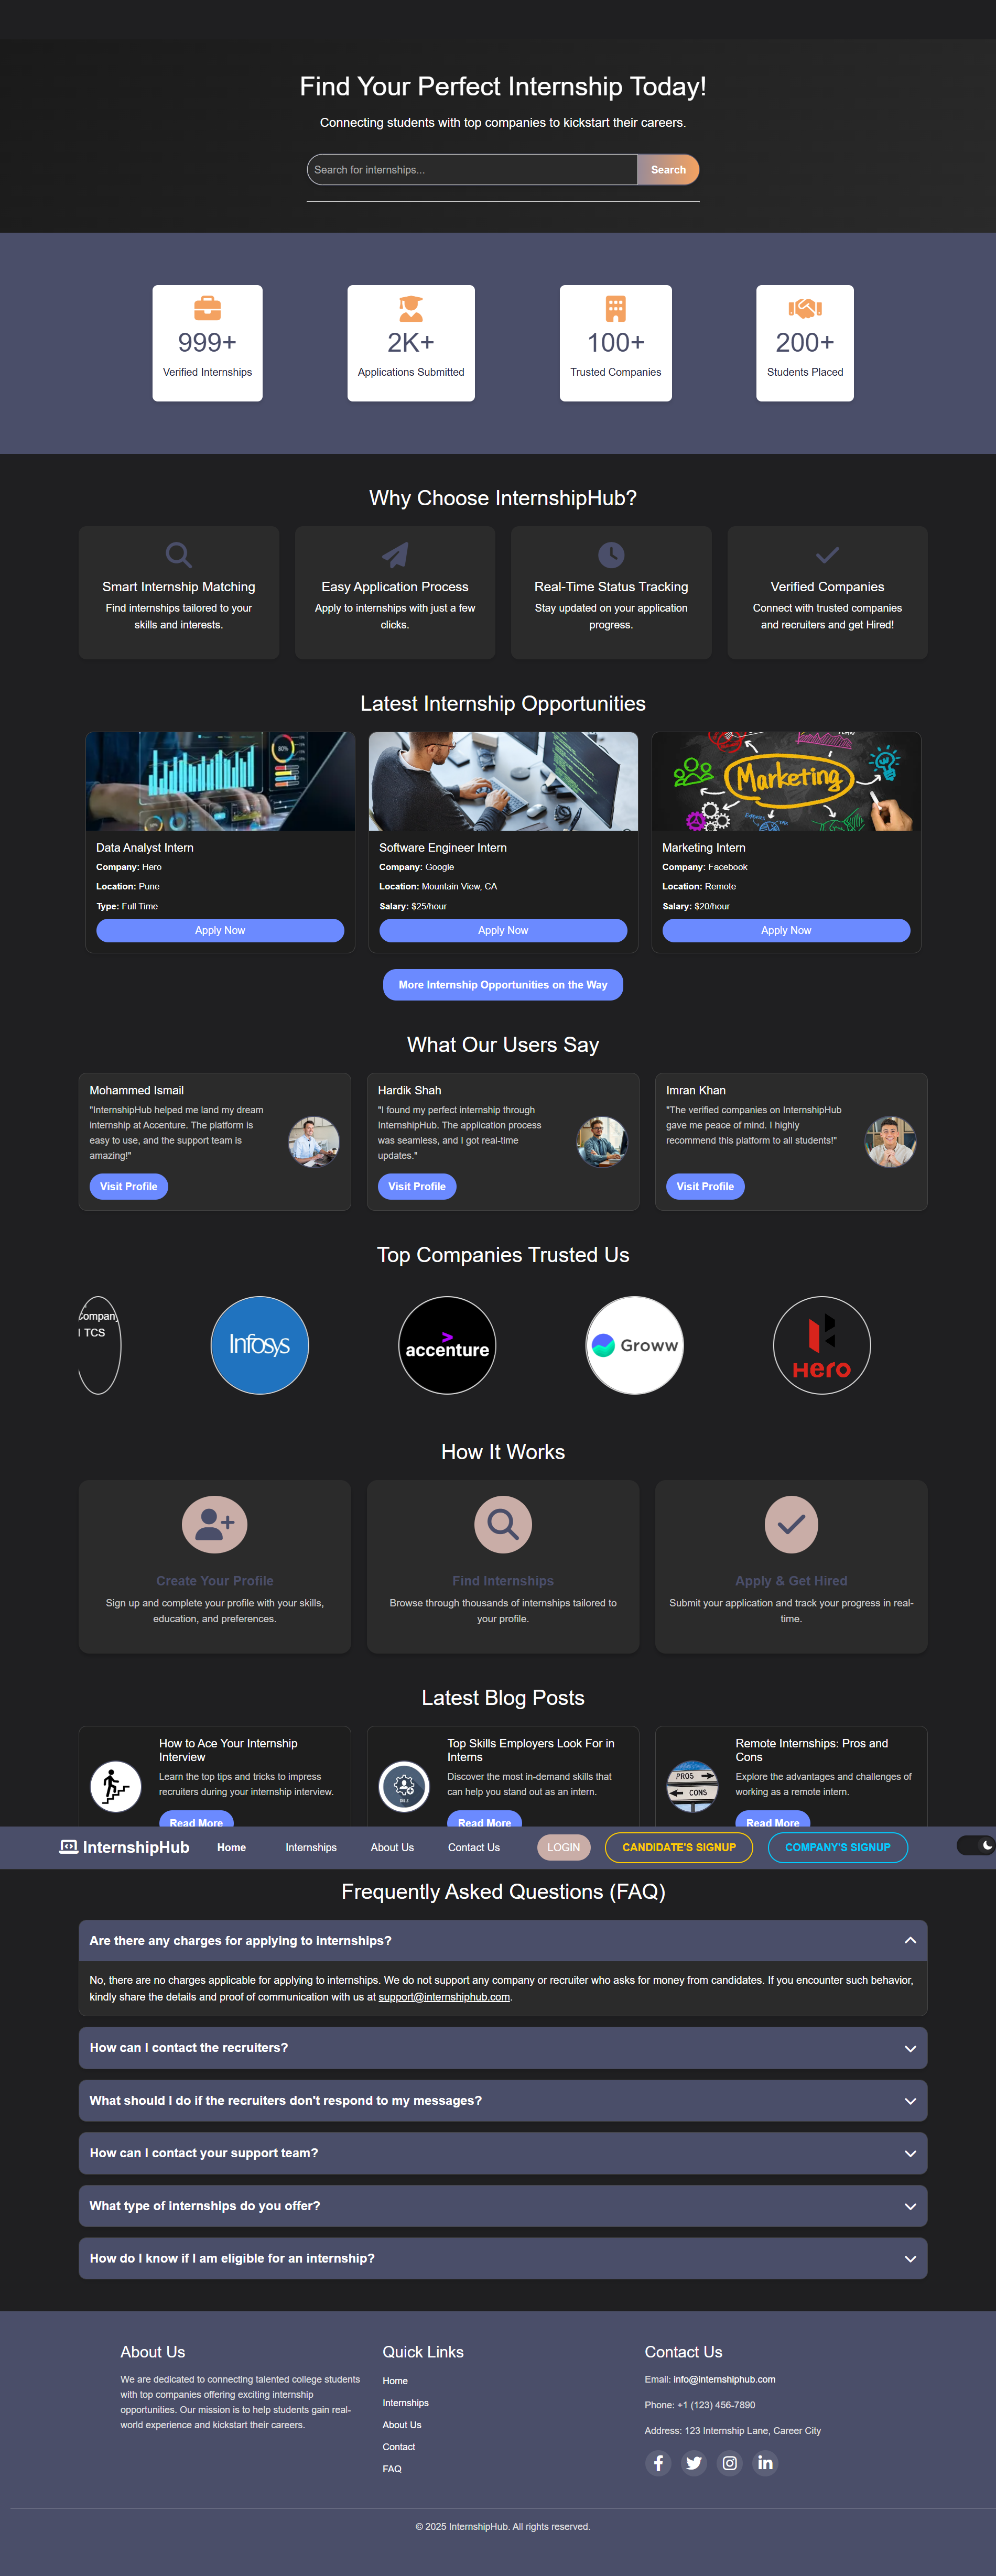 Find Your Perfect Internship Today!
Connecting students with top companies to kickstart their careers.
Search for internships...
Search
999+
Verified Internships
2K+
Applications Submitted
100+
Trusted Companies
200+
Students Placed
Why Choose InternshipHub?
Smart Internship Matching
Find internships tailored to your
skills and interests.
Easy Application Process
Apply to internships with just a few
clicks.
Real-Time Status Tracking
Stay updated on your application
progress.
Verified Companies
Connect with trusted companies
and recruiters and get Hired!
Latest Internship Opportunities
80%
Marketing
Data Analyst Intern
Company: Hero
Location: Pune
Type: Full Time
Apply Now
Software Engineer Intern
Company: Google
Location: Mountain View, CA
Salary: $25/hour
Apply Now
Marketing Intern
Company: Facebook
Location: Remote
Salary: $20/hour
Apply Now
More Internship Opportunities on the Way
What Our Users Say
Mohammed Ismail
"InternshipHub helped me land my dream
internship at Accenture. The platform is
easy to use, and the support team is
amazing!"
Visit Profile
Hardik Shah
"I found my perfect internship through
InternshipHub. The application process
was seamless, and I got real-time
updates."
Visit Profile
Imran Khan
"The verified companies on InternshipHub
gave me peace of mind. I highly
recommend this platform to all students!"
Visit Profile
Top Companies Trusted Us
Company
TCS
Infosys
accenture
Groww
Hero
How It Works
Create Your Profile
Sign up and complete your profile with your skills,
education, and preferences.
Find Internships
Browse through thousands of internships tailored to
your profile.
Apply & Get Hired
Submit your application and track your progress in real-
time.
Latest Blog Posts
How to Ace Your Internship
Interview
Learn the top tips and tricks to impress
recruiters during your internship interview.
Read More
SKILLS
Top Skills Employers Look For in
Interns
Discover the most in-demand skills that
can help you stand out as an intern.
Read More
PROS
CONS
Remote Internships: Pros and
Cons
Explore the advantages and challenges of
working as a remote intern.
Read More
InternshipHub
Home
Internships
About Us
Contact Us
LOGIN
CANDIDATE'S SIGNUP
COMPANY'S SIGNUP
Frequently Asked Questions (FAQ)
Are there any charges for applying to internships?
No, there are no charges applicable for applying to internships. We do not support any company or recruiter who asks for money from candidates. If you encounter such behavior,
kindly share the details and proof of communication with us at support@internshiphub.com.
How can I contact the recruiters?
What should I do if the recruiters don't respond to my messages?
How can I contact your support team?
What type of internships do you offer?
How do I know if I am eligible for an internship?
About Us
We are dedicated to connecting talented college students
with top companies offering exciting internship
opportunities. Our mission is to help students gain real-
world experience and kickstart their careers.
Quick Links
Home
Internships
About Us
Contact
FAQ
Contact Us
Email: info@internshiphub.com
Phone: +1 (123) 456-7890
Address: 123 Internship Lane, Career City
© 2025 InternshipHub. All rights reserved.